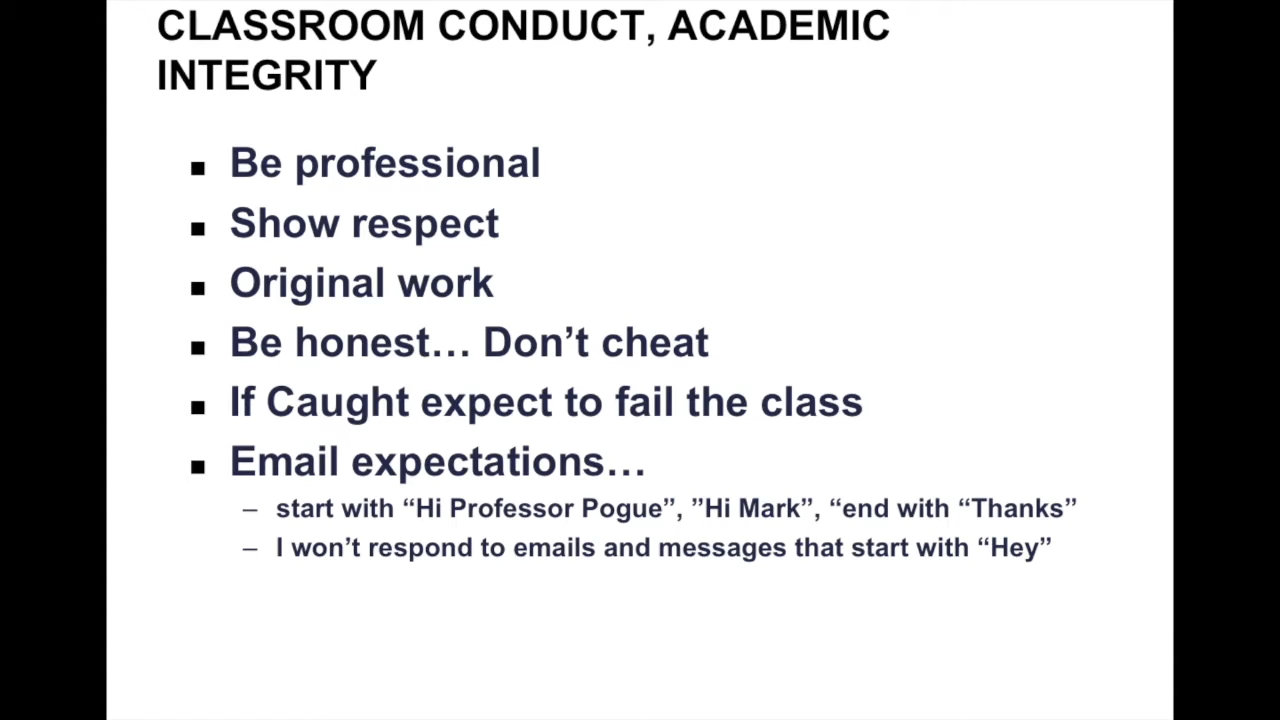 CLASSROOM CONDUCT, ACADEMIC
INTEGRITY
▪ Be professional
▪ Show respect
▪ Original work
▪ Be honest… Don’t cheat
▪ If Caught expect to fail the class
▪ Email expectations…
– start with “Hi Professor Pogue”, ”Hi Mark”, “end with “Thanks”
– I won’t respond to emails and messages that start with “Hey”